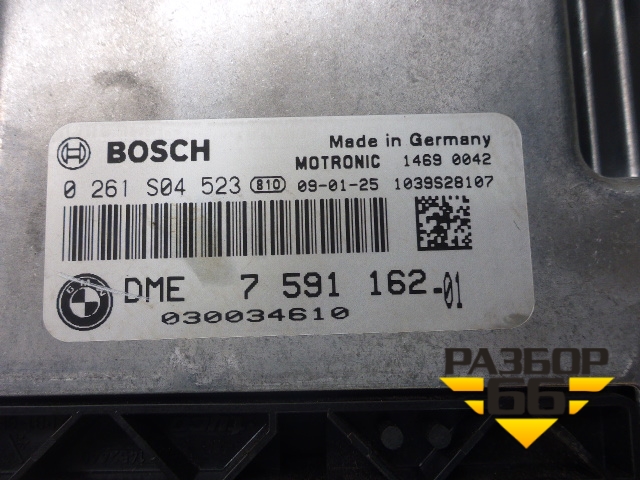 BOSCH
Made in Germany
MOTRONIC 1469 0042
0 261 S04 523 810 09-01-25 1039S28107
BMW
DME 7 591 162-01
030034610
РАЗБОР
66